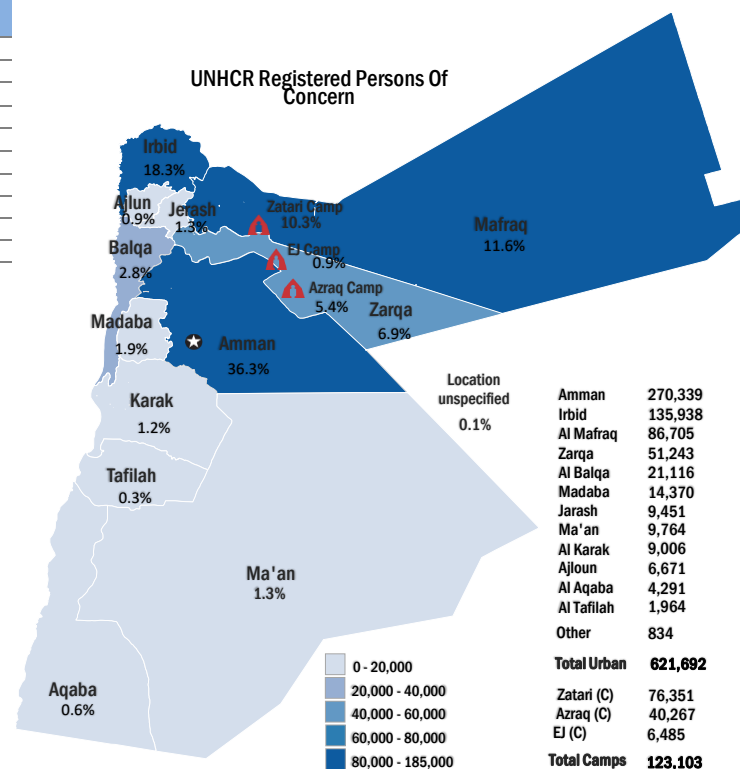 UNHCR Registered Persons Of
Concern
Irbid
18.3%
Ajlun
0.9%
Jerash
1.3%
Zatari Camp
10.3%
Mafraq
11.6%
Balqa
2.8%
EJ Camp
0.9%
Azraq Camp
5.4%
Zarqa
6.9%
Madaba
1.9%
Amman
36.3%
Location
unspecified
0.1%
Karak
1.2%
Tafilah
0.3%
Ma'an
1.3%
Aqaba
0.6%
0 - 20,000
20,000 - 40,000
40,000 - 60,000
60,000 - 80,000
80,000 - 185,000
Amman 270,339
Irbid 135,938
Al Mafraq 86,705
Zarqa 51,243
Al Balqa 21,116
Madaba 14,370
Jarash 9,451
Ma'an 9,764
Al Karak 9,006
Ajloun 6,671
Al Aqaba 4,291
Al Tafilah 1,964
Other 834
Total Urban 621,692
Zatari (C) 76,351
Azraq (C) 40,267
EJ (C) 6,485
Total Camps 123,103